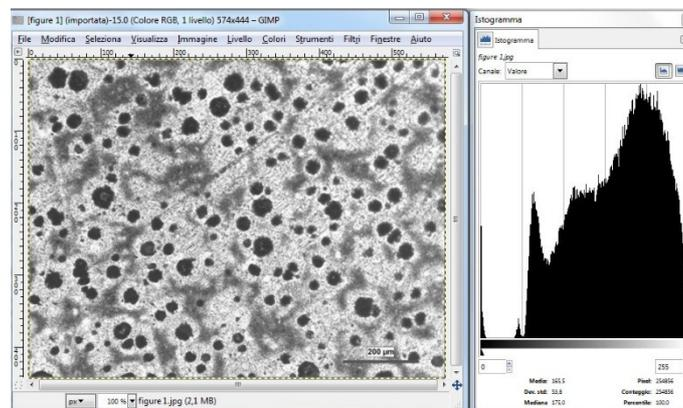 [figure 1] (importata)-15.0 (Colore RGB, 1 livello) 574x444 – GIMP
File Modifica Seleziona Visualizza Immagine Livello Colori Strumenti Filtri Finestre Aiuto
0 100 200 300 400 500
200 µm
px 100 % figure 1.jpg (2,1 MB)
Istogramma
Istogramma
figure 1.jpg
Canale: Valore
0 255
Media: 165,5 Pixel: 254856
Dev. std: 53,8 Conteggio: 254856
Mediana: 175,0 Percentile: 100,0